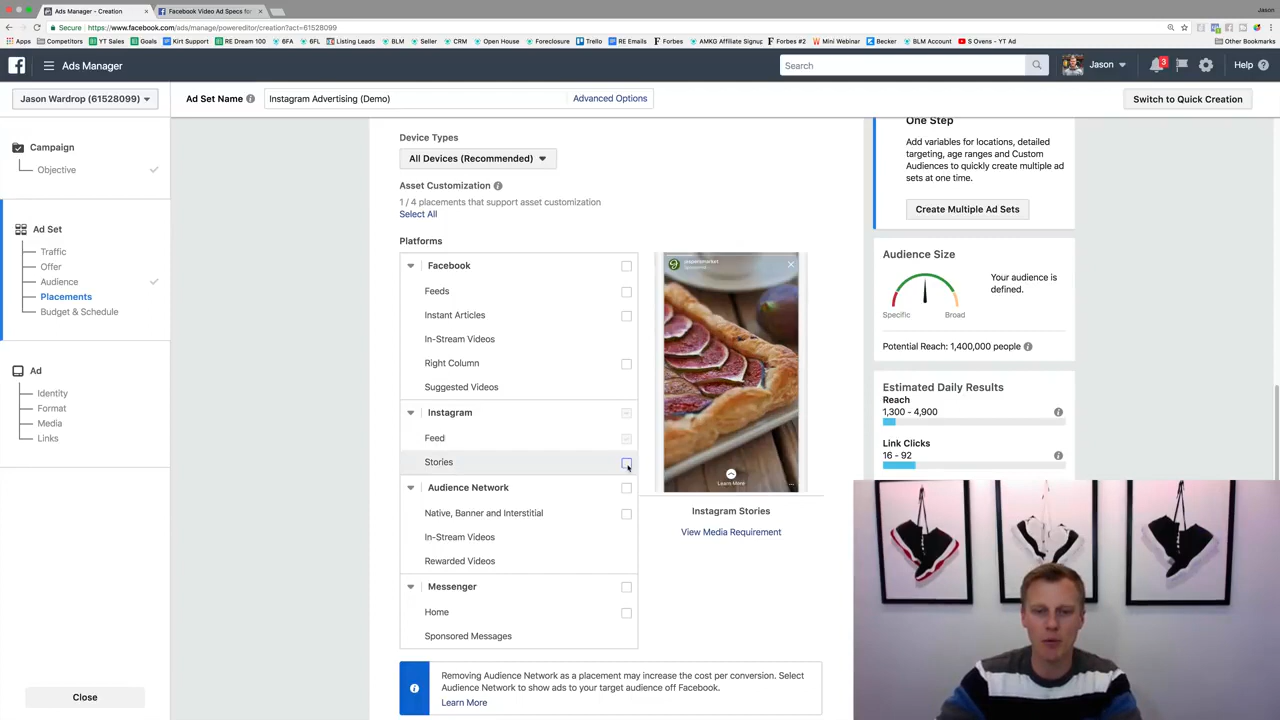 Ads Manager - Creation
Facebook Video Ad Specs for
Jason
Secure
https://www.facebook.com/ads/manage/powereditor/creation?act=61528099
Apps
Competitors
YT Sales
Goals
Kirt Support
RE Dream 100
6FA
6FL
Listing Leads
BLM
Seller
CRM
Open House
Foreclosure
Trello
RE Emails
Forbes
AMKG Affiliate Signup
Forbes #2
Mini Webinar
Becker
BLM Account
S Ovens - YT Ad
Other Bookmarks
Ads Manager
Search
Jason
3
Help
Jason Wardrop (61528099)
Ad Set Name
Instagram Advertising (Demo)
Advanced Options
Switch to Quick Creation
Campaign
Objective
Ad Set
Traffic
Offer
Audience
Placements
Budget & Schedule
Ad
Identity
Format
Media
Links
Close
Device Types
All Devices (Recommended)
Asset Customization
1 / 4 placements that support asset customization
Select All
Platforms
Facebook
Feeds
Instant Articles
In-Stream Videos
Right Column
Suggested Videos
Instagram
Feed
Stories
Audience Network
Native, Banner and Interstitial
In-Stream Videos
Rewarded Videos
Messenger
Home
Sponsored Messages
Learn More
Instagram Stories
View Media Requirement
Removing Audience Network as a placement may increase the cost per conversion. Select
Audience Network to show ads to your target audience off Facebook.
Learn More
One Step
Add variables for locations, detailed
targeting, age ranges and Custom
Audiences to quickly create multiple ad
sets at one time.
Create Multiple Ad Sets
Audience Size
Your audience is
defined.
Specific
Broad
Potential Reach: 1,400,000 people
Estimated Daily Results
Reach
1,300 - 4,900
Link Clicks
16 - 92